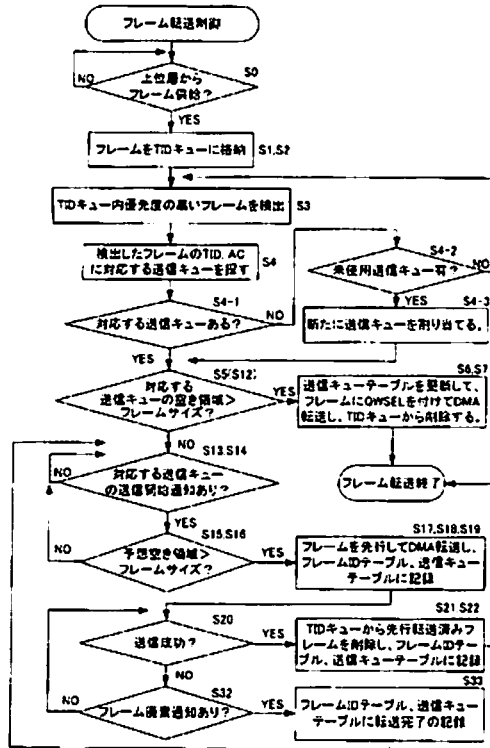 フレーム転送制御
S0
上位層から
フレーム供給?
NO
YES
フレームをTIDキューに格納
S1,S2
TIDキュー内優先度の高いフレームを検出
S3
検出したフレームのTID, AC
に対応する送信キューを探す
S4
S4-2
未使用送信キュー有?
NO
YES
S4-1
対応する送信キューある?
NO
YES
S4-3
新たに送信キューを割り当てる。
S5(S12)
対応する
送信キューの空き領域>
フレームサイズ?
YES
NO
S6,S7
送信キューテーブルを更新して、
フレームにQWSELを付けてDMA
転送し、TIDキューから削除する。
フレーム転送終了
S13,S14
対応する送信キュー
の送信開始通知あり?
NO
YES
S15,S16
予想空き領域>
フレームサイズ?
NO
YES
S17,S18,S19
フレームを先行してDMA転送し、
フレームIDテーブル、送信キュー
テーブルに記録
S20
送信成功?
YES
NO
S21,S22
TIDキューから先行転送済みフ
レームを削除し、フレームIDテー
ブル、送信キューテーブルに記録
S32
フレーム廃棄通知あり?
NO
YES
S33
フレームIDテーブル、送信キュー
テーブルに転送完了の記録